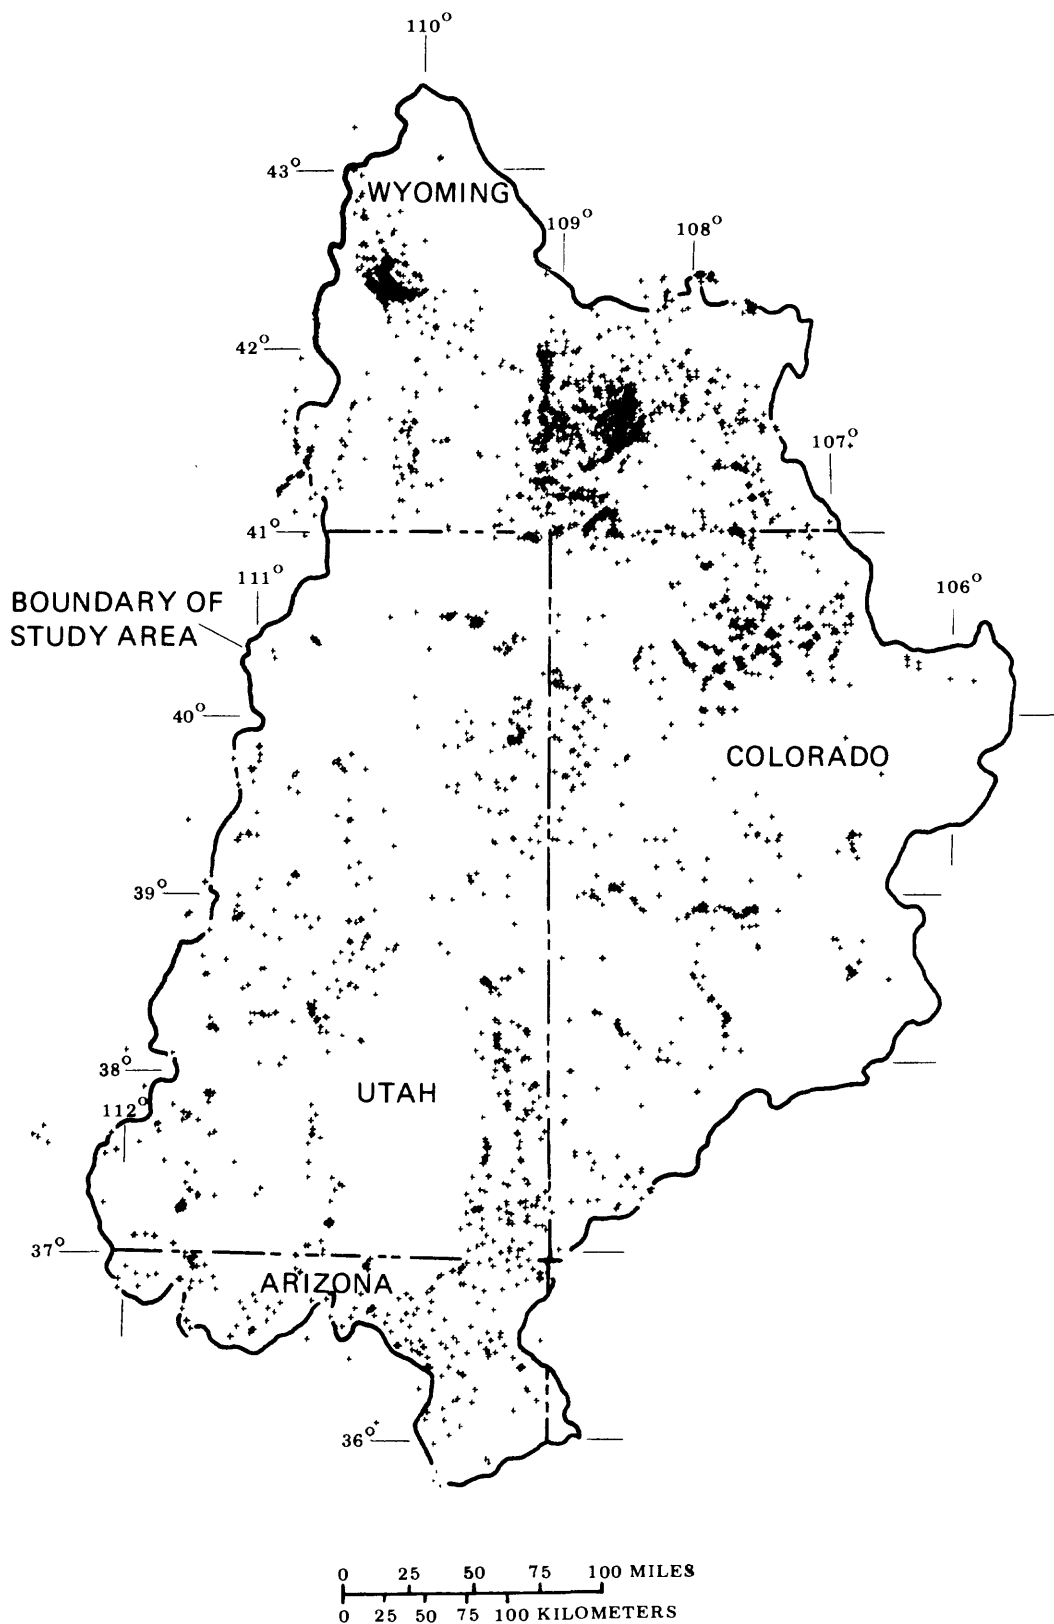 110°
43°
WYOMING
109°
108°
42°
107°
41°
111°
106°
BOUNDARY OF
STUDY AREA
40°
COLORADO
39°
38°
UTAH
112°
37°
ARIZONA
36°
0 25 50 75 100 MILES
0 25 50 75 100 KILOMETERS